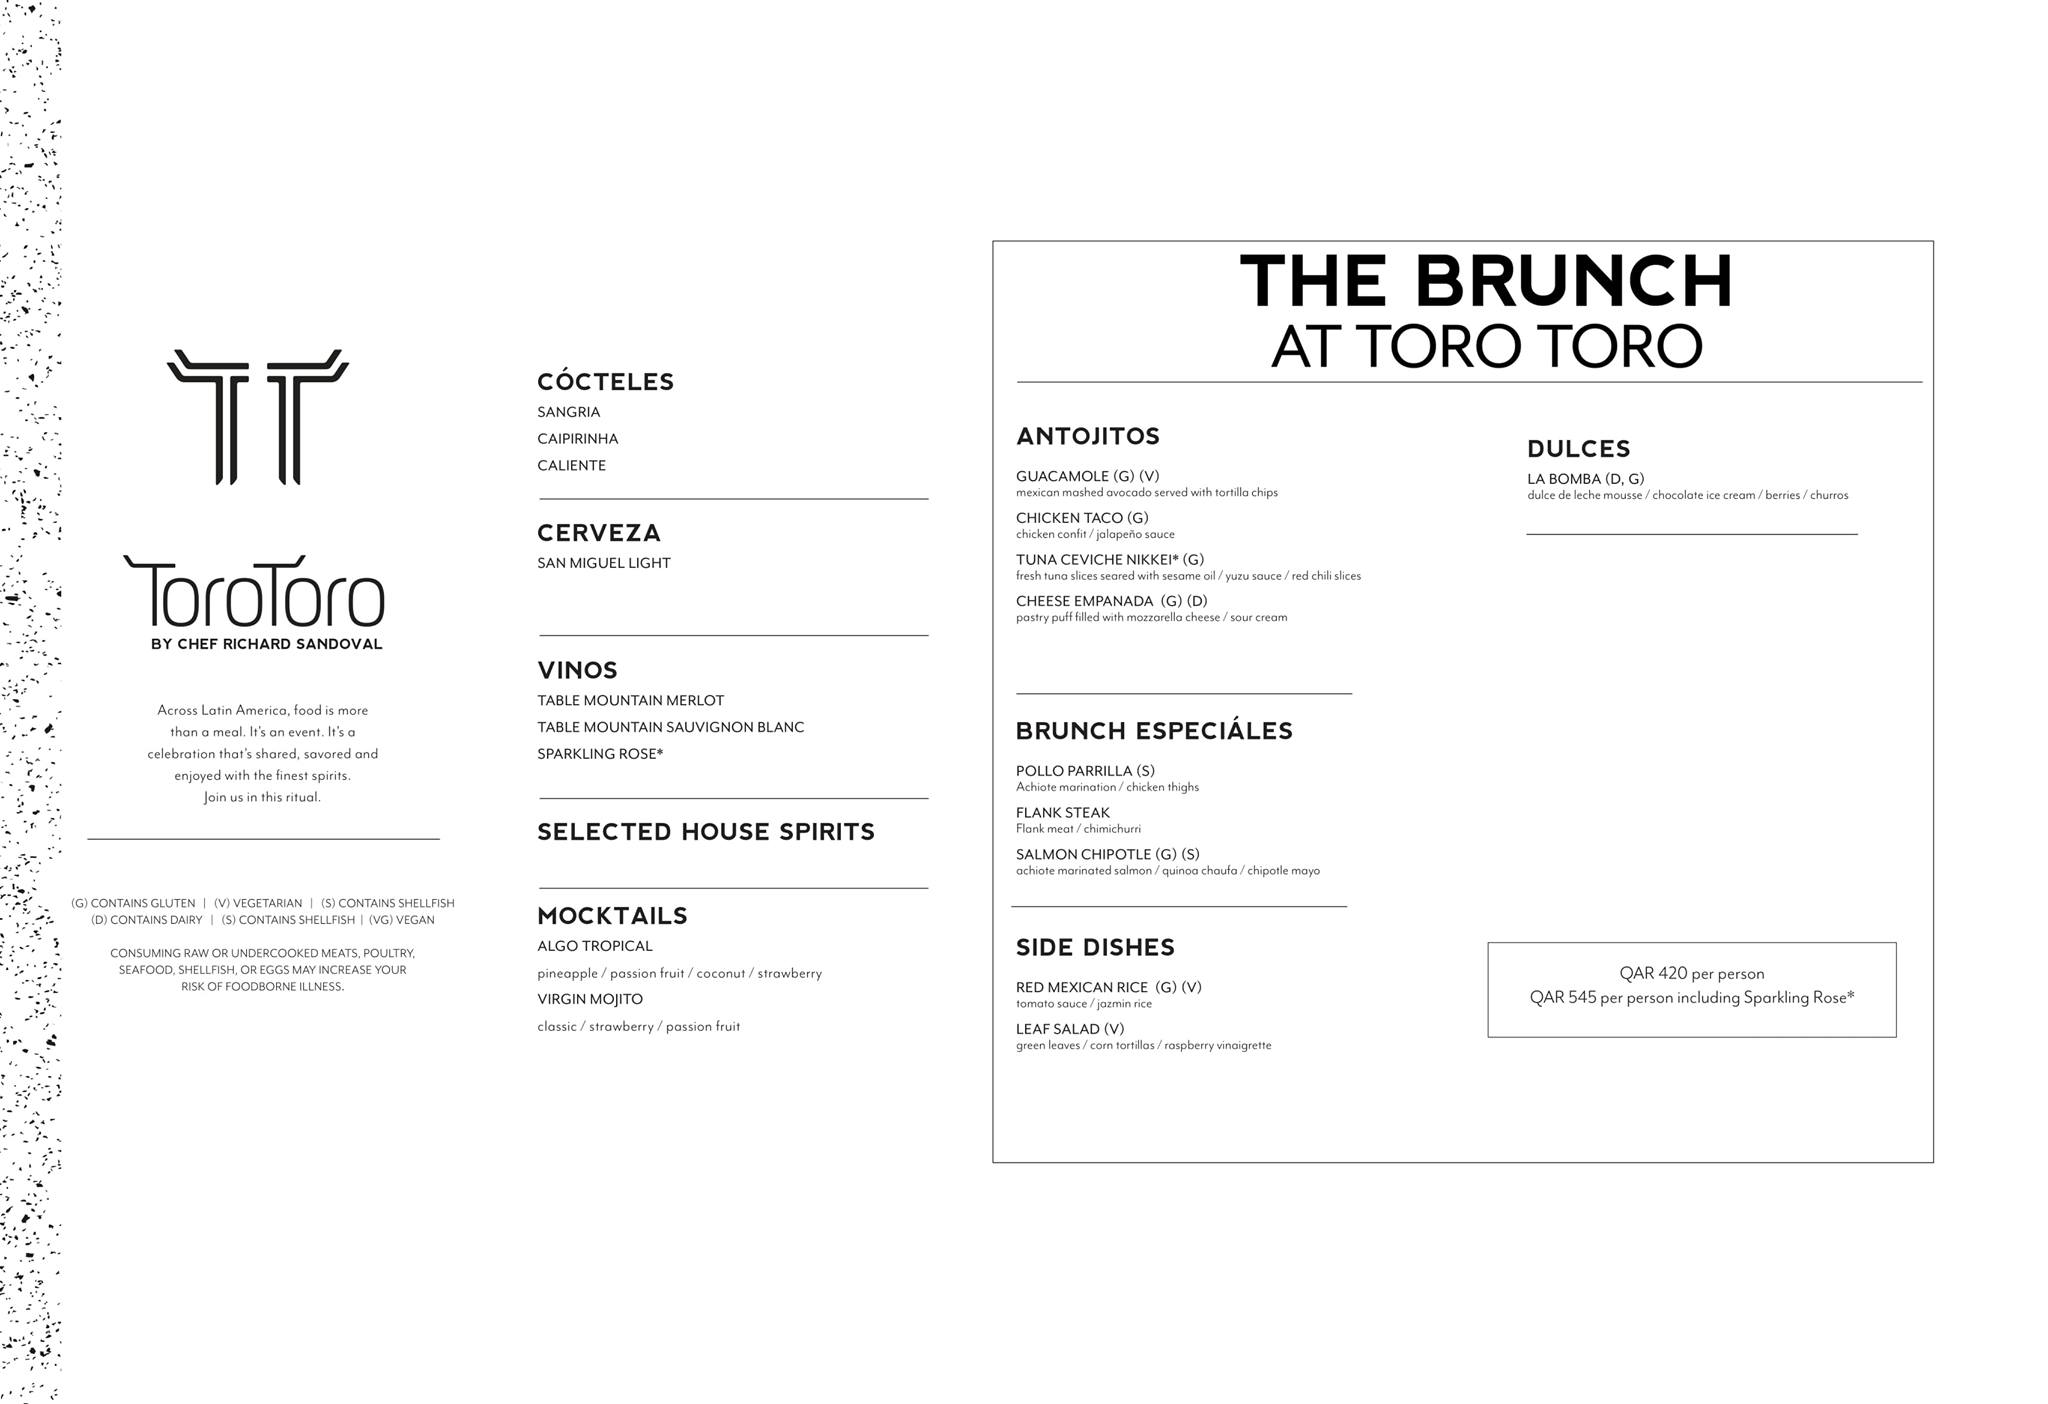 TT
ToroToro
BY CHEF RICHARD SANDOVAL
Across Latin America, food is more
than a meal. It's an event. It's a
celebration that's shared, savored and
enjoyed with the finest spirits.
Join us in this ritual.
(G) CONTAINS GLUTEN | (V) VEGETARIAN | (S) CONTAINS SHELLFISH
(D) CONTAINS DAIRY | (S) CONTAINS SHELLFISH | (VG) VEGAN
CONSUMING RAW OR UNDERCOOKED MEATS, POULTRY,
SEAFOOD, SHELLFISH, OR EGGS MAY INCREASE YOUR
RISK OF FOODBORNE ILLNESS.
CÓCTELES
SANGRIA
CAIPIRINHA
CALIENTE
CERVEZA
SAN MIGUEL LIGHT
VINOS
TABLE MOUNTAIN MERLOT
TABLE MOUNTAIN SAUVIGNON BLANC
SPARKLING ROSE*
SELECTED HOUSE SPIRITS
MOCKTAILS
ALGO TROPICAL
pineapple / passion fruit / coconut / strawberry
VIRGIN MOJITO
classic / strawberry / passion fruit
THE BRUNCH
AT TORO TORO
ANTOJITOS
GUACAMOLE (G) (V)
mexican mashed avocado served with tortilla chips
CHICKEN TACO (G)
chicken confit / jalapeño sauce
TUNA CEVICHE NIKKEI* (G)
fresh tuna slices seared with sesame oil / yuzu sauce / red chili slices
CHEESE EMPANADA (G) (D)
pastry puff filled with mozzarella cheese / sour cream
BRUNCH ESPECIÁLES
POLLO PARRILLA (S)
Achiote marination / chicken thighs
FLANK STEAK
Flank meat / chimichurri
SALMON CHIPOTLE (G) (S)
achiote marinated salmon / quinoa chaufa / chipotle mayo
SIDE DISHES
RED MEXICAN RICE (G) (V)
tomato sauce / jazmin rice
LEAF SALAD (V)
green leaves / corn tortillas / raspberry vinaigrette
DULCES
LA BOMBA (D, G)
dulce de leche mousse / chocolate ice cream / berries / churros
QAR 420 per person
QAR 545 per person including Sparkling Rose*